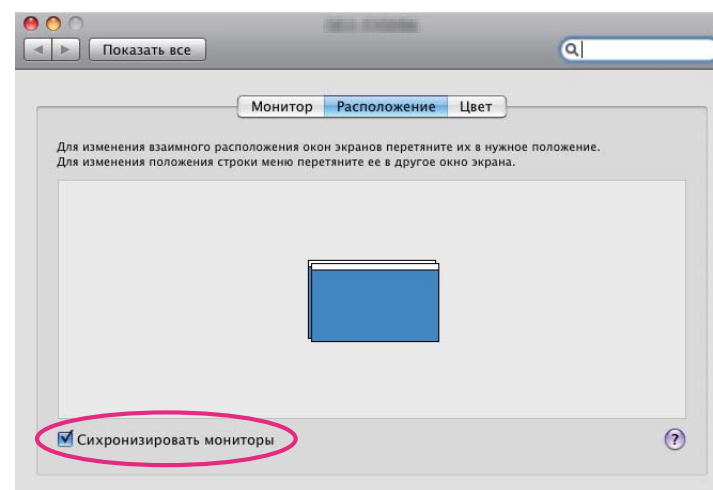 Показать все
Монитор Расположение Цвет
Для изменения взаимного расположения окон экранов перетяните их в нужное положение.
Для изменения положения строки меню перетяните ее в другое окно экрана.
Сихронизировать мониторы
?